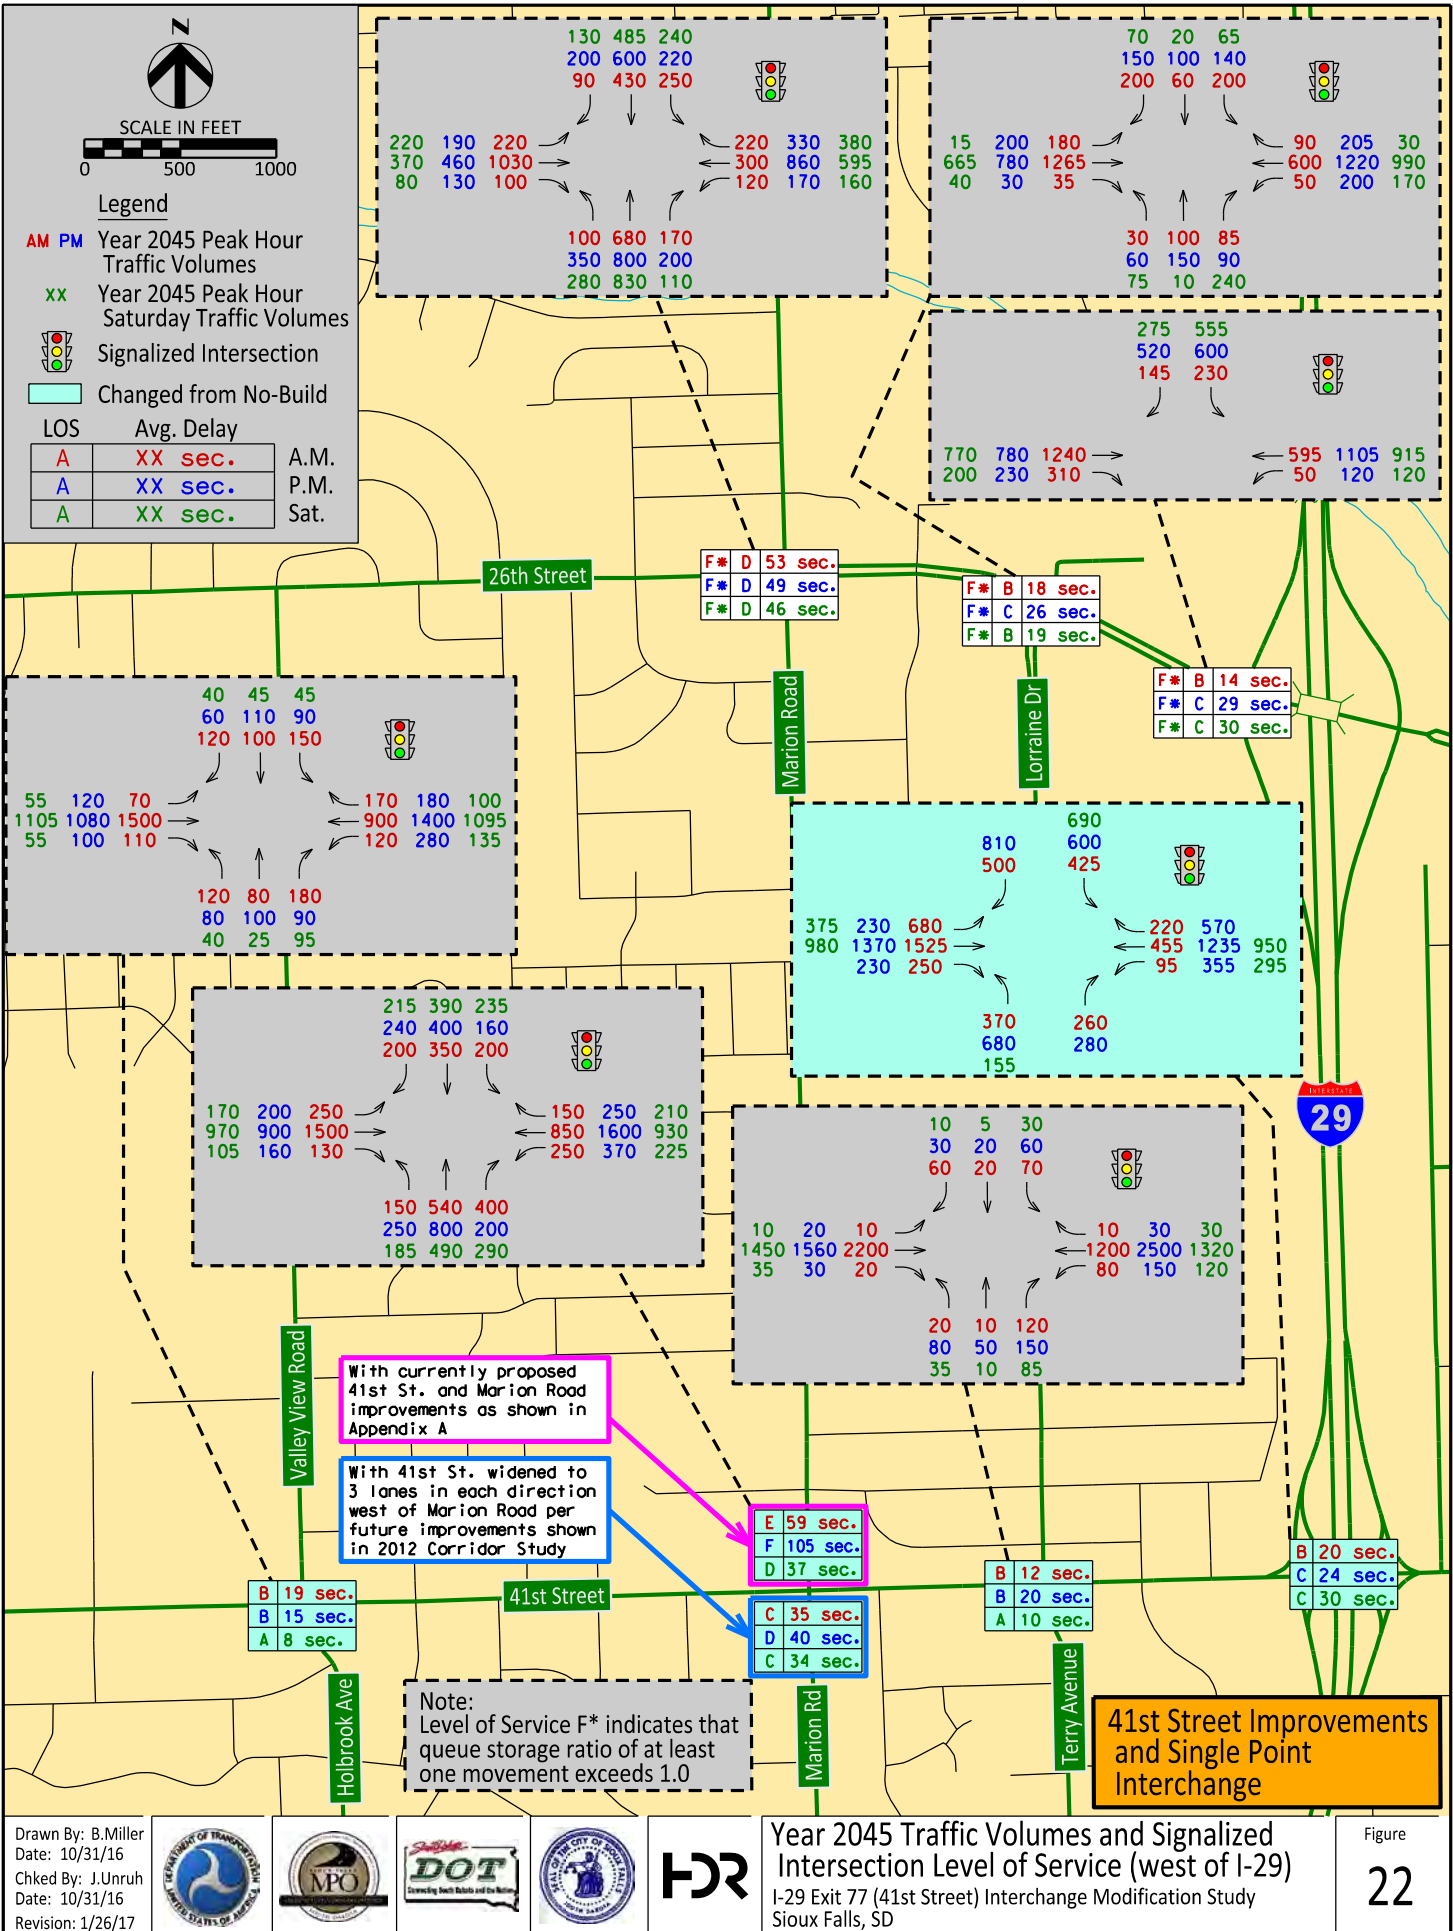 N
SCALE IN FEET
0 500 1000
Legend
AM PM Year 2045 Peak Hour
Traffic Volumes
XX Year 2045 Peak Hour
Saturday Traffic Volumes
Signalized Intersection
Changed from No-Build
LOS Avg. Delay
A XX sec. A.M.
A XX sec. P.M.
A XX sec. Sat.
130 485 240
200 600 220
90 430 250
220 190 220 220 330 380
370 460 1030 300 860 595
80 130 100 120 170 160
100 680 170
350 800 200
280 830 110
70 20 65
150 100 140
200 60 200
15 200 180 90 205 30
665 780 1265 600 1220 990
40 30 35 50 200 170
30 100 85
60 150 90
75 10 240
275 555
520 600
145 230
770 780 1240 595 1105 915
200 230 310 50 120 120
26th Street
F* D 53 sec.
F* D 49 sec.
F* D 46 sec.
F* B 18 sec.
F* C 26 sec.
F* B 19 sec.
F* B 14 sec.
F* C 29 sec.
F* C 30 sec.
Marion Road
Lorraine Dr
40 45 45
60 110 90
120 100 150
55 120 70 170 180 100
1105 1080 1500 900 1400 1095
55 100 110 120 280 135
120 80 180
80 100 90
40 25 95
690
810 600
500 425
375 230 680 220 570
980 1370 1525 455 1235 950
230 250 95 355 295
370 260
680 280
155
215 390 235
240 400 160
200 350 200
170 200 250 150 250 210
970 900 1500 850 1600 930
105 160 130 250 370 225
150 540 400
250 800 200
185 490 290
INTERSTATE
29
10 5 30
30 20 60
60 20 70
10 20 10 10 30 30
1450 1560 2200 1200 2500 1320
35 30 20 80 150 120
20 10 120
80 50 150
35 10 85
Valley View Road
With currently proposed
41st St. and Marion Road
improvements as shown in
Appendix A
With 41st St. widened to
3 lanes in each direction
west of Marion Road per
future improvements shown
in 2012 Corridor Study
E 59 sec.
F 105 sec.
D 37 sec.
B 19 sec.
B 15 sec.
A 8 sec.
41st Street
C 35 sec.
D 40 sec.
C 34 sec.
B 12 sec.
B 20 sec.
A 10 sec.
B 20 sec.
C 24 sec.
C 30 sec.
Holbrook Ave
Marion Rd
Terry Avenue
Note:
Level of Service F* indicates that
queue storage ratio of at least
one movement exceeds 1.0
41st Street Improvements
and Single Point
Interchange
Drawn By: B.Miller
Date: 10/31/16
Chked By: J.Unruh
Date: 10/31/16
Revision: 1/26/17
MPO
DOT
HDR
Year 2045 Traffic Volumes and Signalized
Intersection Level of Service (west of I-29)
I-29 Exit 77 (41st Street) Interchange Modification Study
Sioux Falls, SD
Figure
22